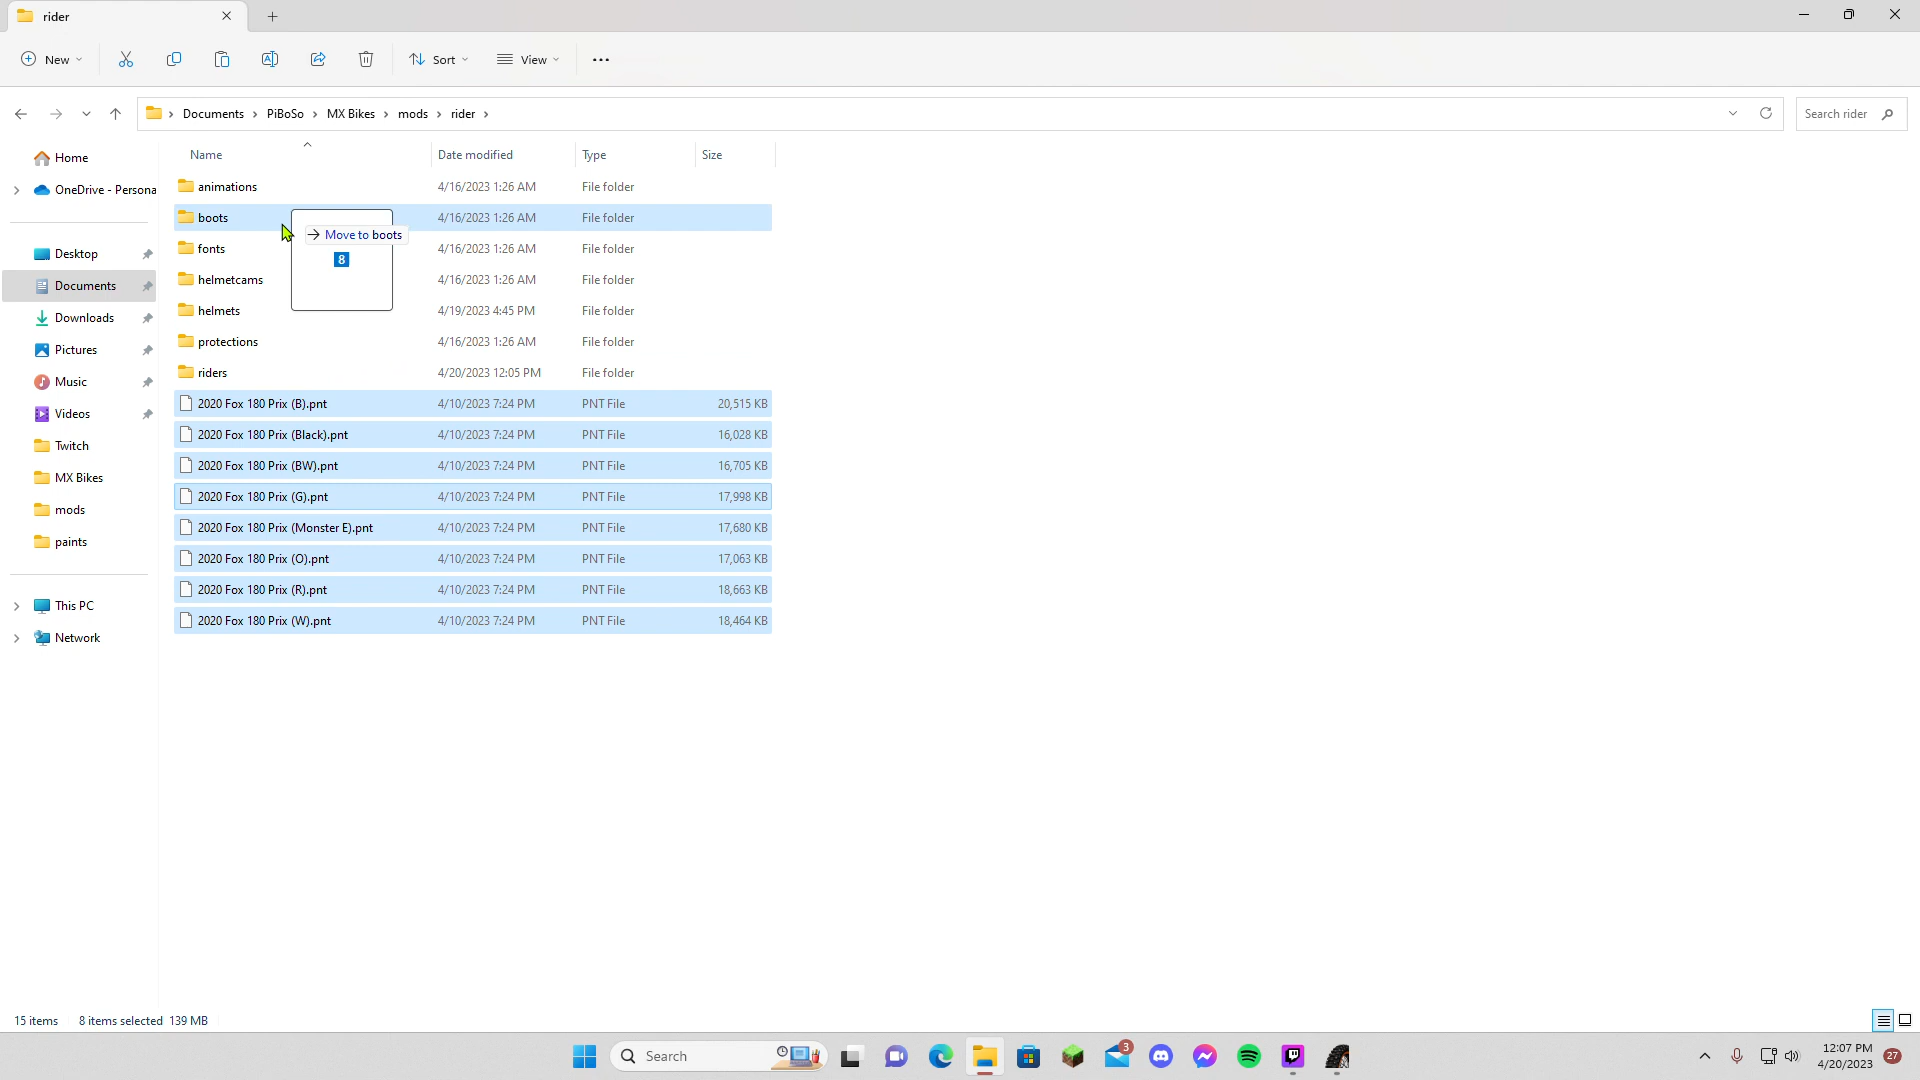 rider
New
Sort
View
Documents
PiBoSo
MX Bikes
mods
rider
Search rider
Name
Date modified
Type
Size
Home
OneDrive - Persona
Desktop
Documents
Downloads
Pictures
Music
Videos
Twitch
MX Bikes
mods
paints
This PC
Network
animations 4/16/2023 1:26 AM File folder
boots 4/16/2023 1:26 AM File folder
Move to boots
8
fonts 4/16/2023 1:26 AM File folder
helmetcams 4/16/2023 1:26 AM File folder
helmets 4/19/2023 4:45 PM File folder
protections 4/16/2023 1:26 AM File folder
riders 4/20/2023 12:05 PM File folder
2020 Fox 180 Prix (B).pnt 4/10/2023 7:24 PM PNT File 20,515 KB
2020 Fox 180 Prix (Black).pnt 4/10/2023 7:24 PM PNT File 16,028 KB
2020 Fox 180 Prix (BW).pnt 4/10/2023 7:24 PM PNT File 16,705 KB
2020 Fox 180 Prix (G).pnt 4/10/2023 7:24 PM PNT File 17,998 KB
2020 Fox 180 Prix (Monster E).pnt 4/10/2023 7:24 PM PNT File 17,680 KB
2020 Fox 180 Prix (O).pnt 4/10/2023 7:24 PM PNT File 17,063 KB
2020 Fox 180 Prix (R).pnt 4/10/2023 7:24 PM PNT File 18,663 KB
2020 Fox 180 Prix (W).pnt 4/10/2023 7:24 PM PNT File 18,464 KB
15 items 8 items selected 139 MB
Search
3
12:07 PM
4/20/2023
27